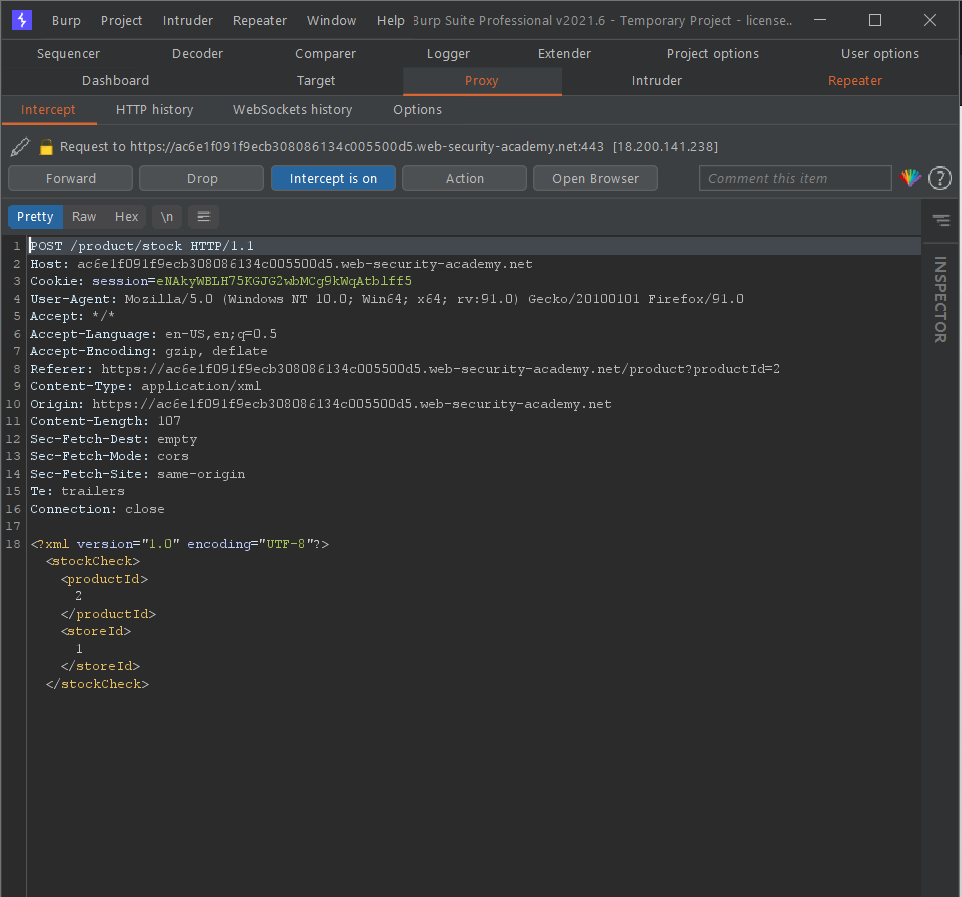 Burp Project Intruder Repeater Window Help Burp Suite Professional v2021.6 - Temporary Project - license..
Sequencer Decoder Comparer Logger Extender Project options User options
Dashboard Target Proxy Intruder Repeater
Intercept HTTP history WebSockets history Options
Request to https://ac6e1f091f9ecb308086134c005500d5.web-security-academy.net:443 [18.200.141.238]
Forward Drop Intercept is on Action Open Browser Comment this item ?
Pretty Raw Hex \n
1 POST /product/stock HTTP/1.1
2 Host: ac6e1f091f9ecb308086134c005500d5.web-security-academy.net
3 Cookie: session=eNAkyWBLH75KGJG2wbMCg9kWqAtblff5
4 User-Agent: Mozilla/5.0 (Windows NT 10.0; Win64; x64; rv:91.0) Gecko/20100101 Firefox/91.0
5 Accept: */*
6 Accept-Language: en-US,en;q=0.5
7 Accept-Encoding: gzip, deflate
8 Referer: https://ac6e1f091f9ecb308086134c005500d5.web-security-academy.net/product?productId=2
9 Content-Type: application/xml
10 Origin: https://ac6e1f091f9ecb308086134c005500d5.web-security-academy.net
11 Content-Length: 107
12 Sec-Fetch-Dest: empty
13 Sec-Fetch-Mode: cors
14 Sec-Fetch-Site: same-origin
15 Te: trailers
16 Connection: close
17
18 <?xml version="1.0" encoding="UTF-8"?>
<stockCheck>
<productId>
2
</productId>
<storeId>
1
</storeId>
</stockCheck>
INSPECTOR